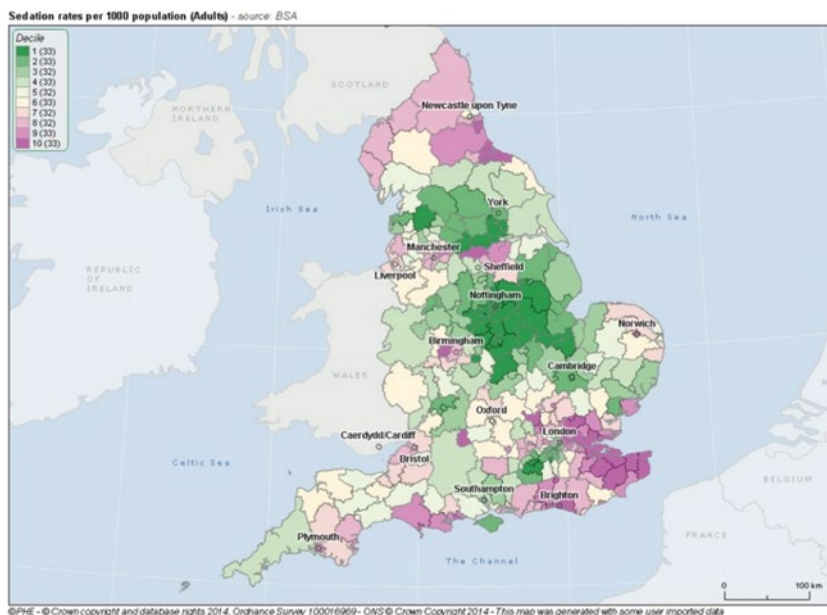 Sedation rates per 1000 population (Adults) - source: BSA
Decile
1 (33)
2 (33)
3 (32)
4 (33)
5 (32)
6 (33)
7 (32)
8 (32)
9 (33)
10 (33)
SCOTLAND
Newcastle upon Tyne
NORTHERN
IRELAND
York
Irish Sea
North Sea
Manchester
Sheffield
Liverpool
REPUBLIC
OF
IRELAND
Nottingham
Norwich
Birmingham
WALES
Cambridge
Oxford
London
Caerdydd/Cardiff
Bristol
Celtic Sea
BELGIUM
Southampton
Brighton
FRANCE
Plymouth
The Channel
0
100 km
©PHE - © Crown copyright and database rights 2014, Ordnance Survey 100016969 - ONS © Crown Copyright 2014 - This map was generated with some user imported data